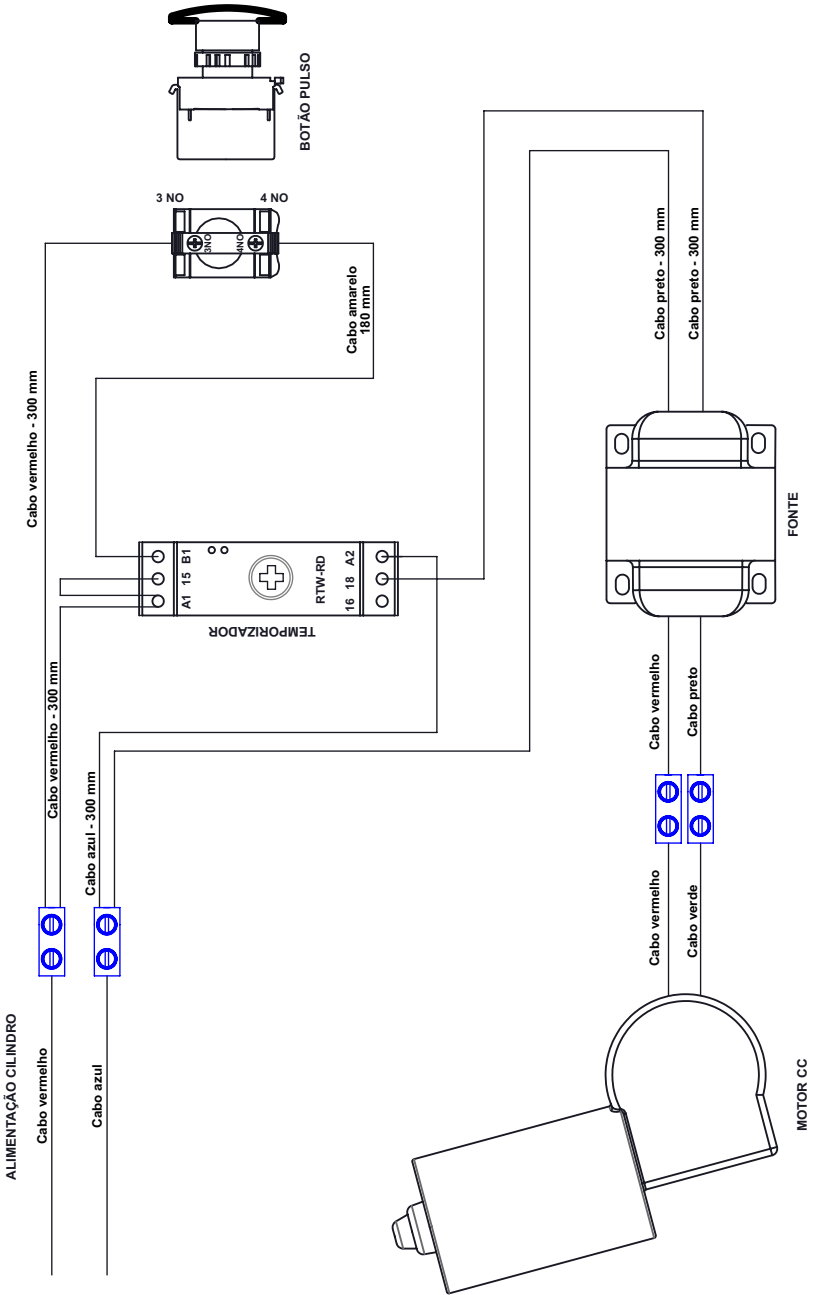 BOTÃO PULSO
3 NO
4 NO
3NO
4NO
Cabo amarelo
180 mm
Cabo vermelho - 300 mm
Cabo preto - 300 mm
Cabo preto - 300 mm
A1 15 B1
RTW-RD
16 18 A2
TEMPORIZADOR
FONTE
Cabo vermelho - 300 mm
Cabo azul - 300 mm
Cabo vermelho
Cabo preto
Cabo vermelho
Cabo verde
ALIMENTAÇÃO CILINDRO
Cabo vermelho
Cabo azul
MOTOR CC